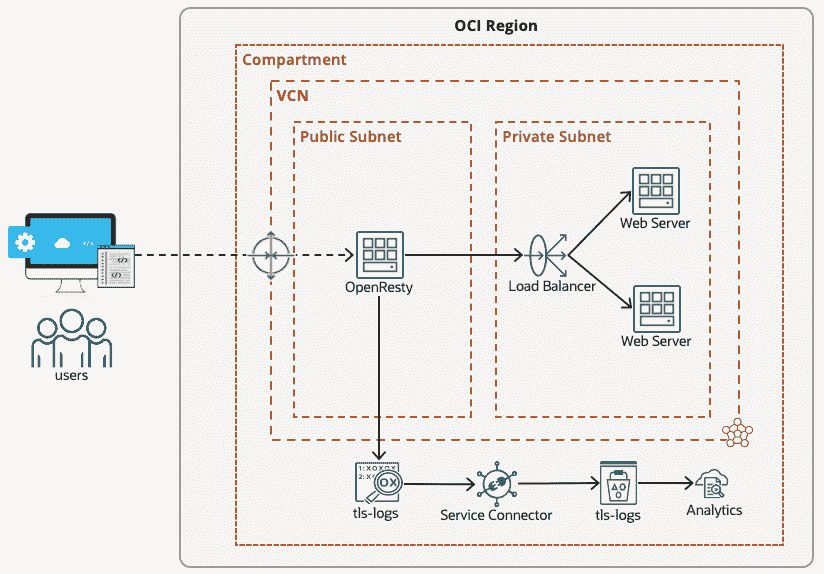 OCI Region
Compartment
VCN
Public Subnet
Private Subnet
Web Server
OpenResty
Load Balancer
Web Server
users
tls-logs
Service Connector
tls-logs
Analytics